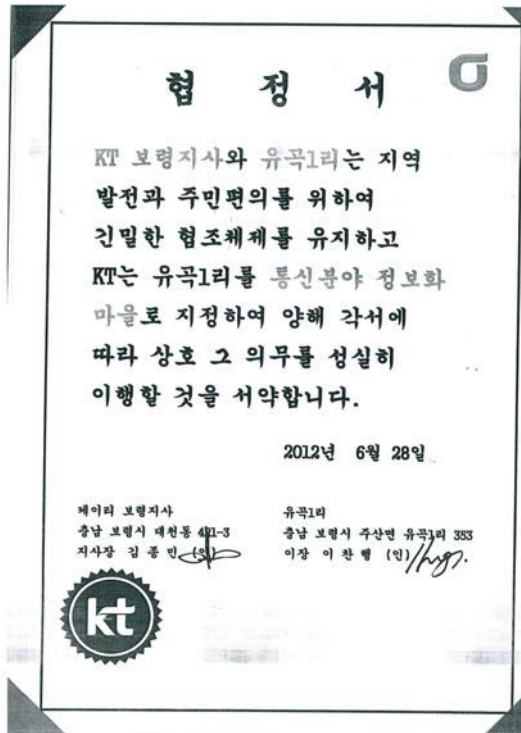 협 정 서
KT 보령지사와 유곡1리는 지역
발전과 주민편의를 위하여
긴밀한 협조체제를 유지하고
KT는 유곡1리를 통신분야 정보화
마을로 지정하여 양해 각서에
따라 상호 그 의무를 성실히
이행할 것을 서약합니다.
2012년 6월 28일
케이티 보령지사
충남 보령시 대천동 421-3
지사장 김 종 민 (인)
유곡1리
충남 보령시 주산면 유곡1리 353
이장 이 찬 행 (인)
kt